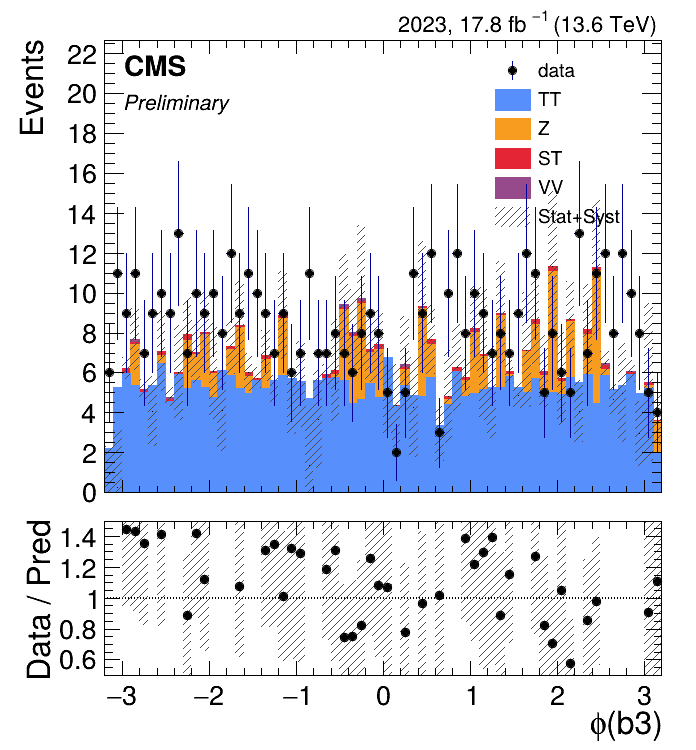 2023, 17.8 fb⁻¹ (13.6 TeV)
CMS
Preliminary
Events
22
20
18
16
14
12
10
8
6
4
2
0
data
TT
Z
ST
VV
Stat+Syst
Data / Pred
1.4
1.2
1
0.8
0.6
−3 −2 −1 0 1 2 3
ϕ(b3)